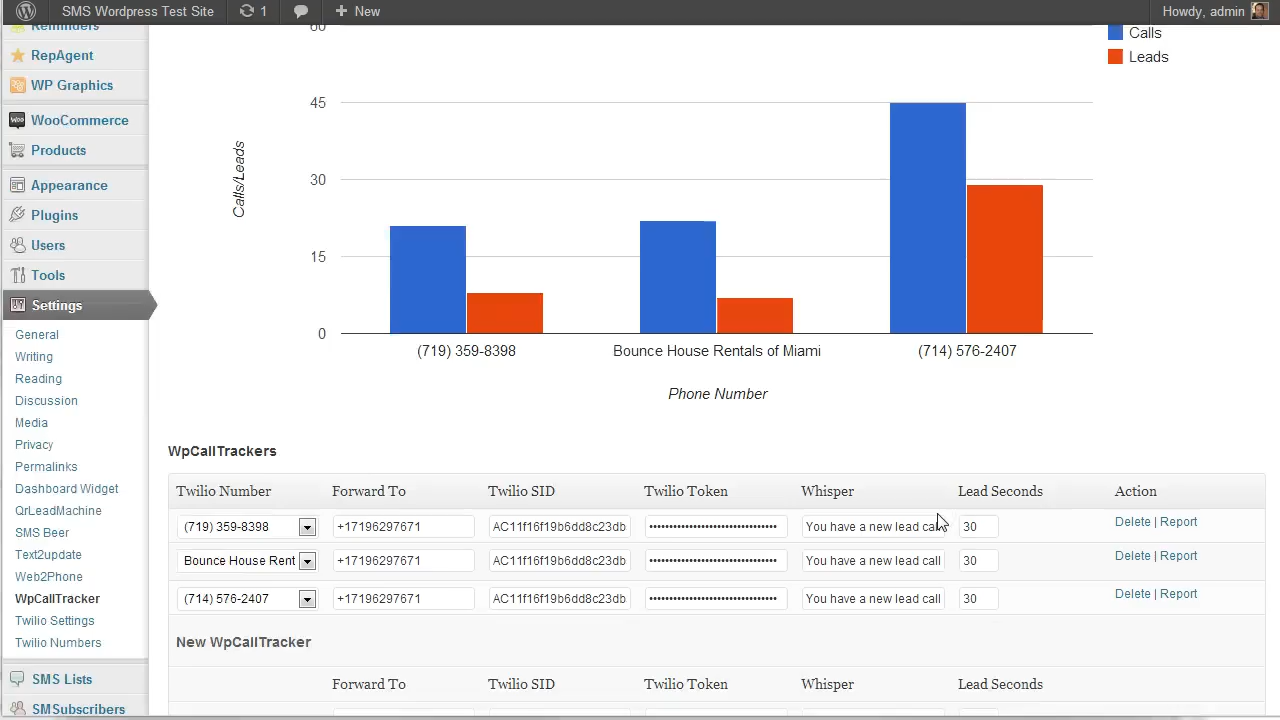 SMS Wordpress Test Site 1 + New Howdy, admin
Reminders
RepAgent
WP Graphics
WooCommerce
Products
Appearance
Plugins
Users
Tools
Settings
General
Writing
Reading
Discussion
Media
Privacy
Permalinks
Dashboard Widget
QrLeadMachine
SMS Beer
Text2update
Web2Phone
WpCallTracker
Twilio Settings
Twilio Numbers
SMS Lists
SMSubscribers
Calls
Leads
60
45
30
15
0
Calls/Leads
(719) 359-8398 Bounce House Rentals of Miami (714) 576-2407
Phone Number
WpCallTrackers
Twilio Number Forward To Twilio SID Twilio Token Whisper Lead Seconds Action
(719) 359-8398 +17196297671 AC11f16f19b6dd8c23db •••••••••••••••••••••••••••••••• You have a new lead call 30 Delete | Report
Bounce House Rent +17196297671 AC11f16f19b6dd8c23db •••••••••••••••••••••••••••••••• You have a new lead call 30 Delete | Report
(714) 576-2407 +17196297671 AC11f16f19b6dd8c23db •••••••••••••••••••••••••••••••• You have a new lead call 30 Delete | Report
New WpCallTracker
Forward To Twilio SID Twilio Token Whisper Lead Seconds